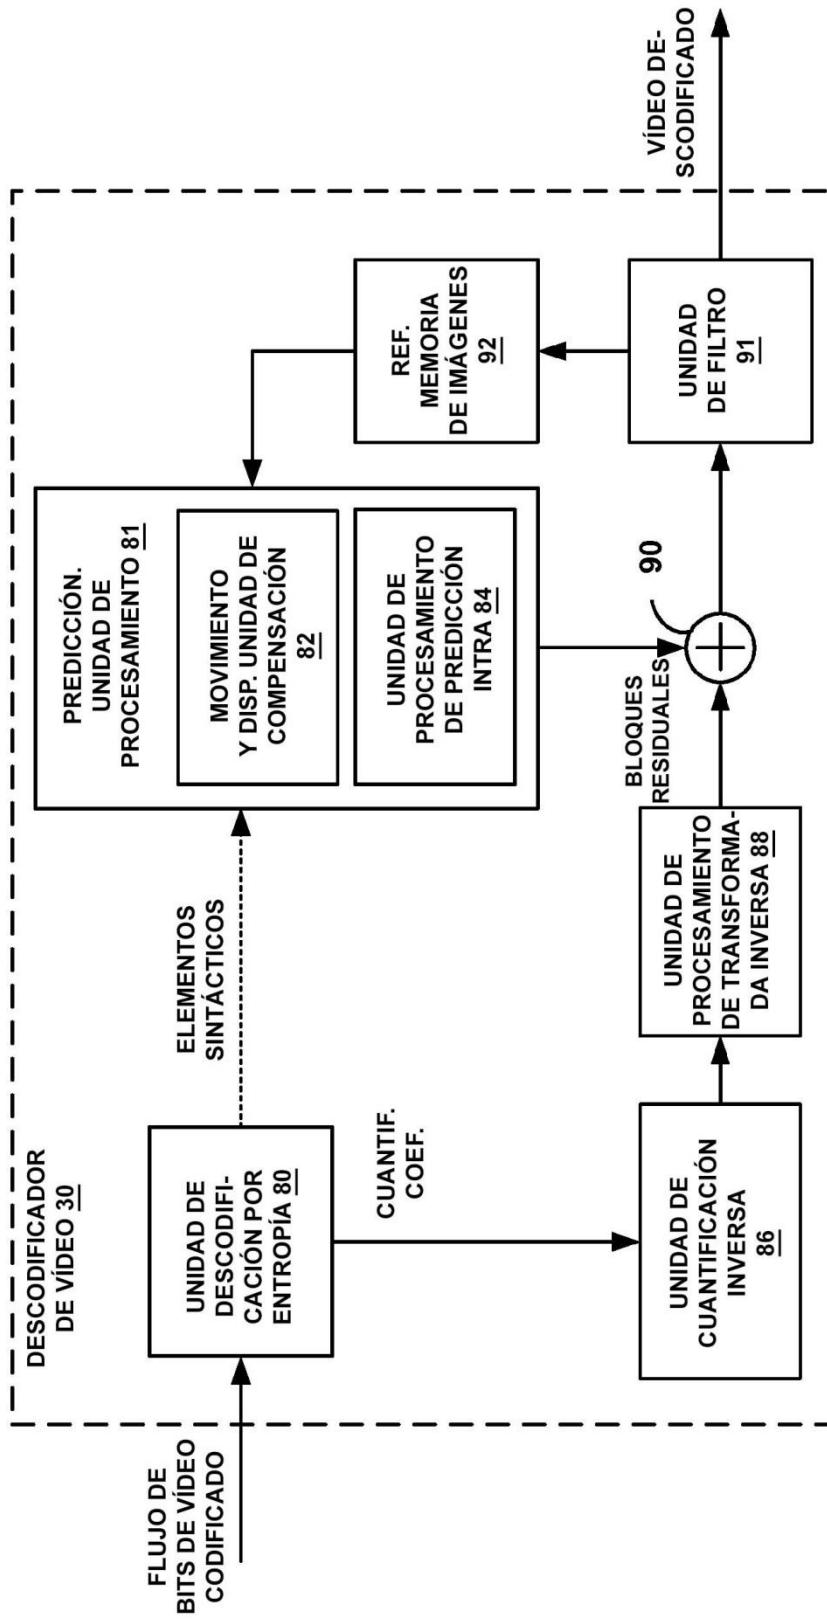 DESCODIFICADOR
DE VÍDEO 30
FLUJO DE
BITS DE VÍDEO
CODIFICADO
UNIDAD DE
DESCODIFI-
CACIÓN POR
ENTROPÍA 80
ELEMENTOS
SINTÁCTICOS
CUANTIF.
COEF.
PREDICCIÓN.
UNIDAD DE
PROCESAMIENTO 81
MOVIMIENTO
Y DISP. UNIDAD DE
COMPENSACIÓN
82
UNIDAD DE
PROCESAMIENTO
DE PREDICCIÓN
INTRA 84
REF.
MEMORIA
DE IMÁGENES
92
UNIDAD DE
CUANTIFICACIÓN
INVERSA
86
UNIDAD DE
PROCESAMIENTO
DE TRANSFORMA-
DA INVERSA 88
BLOQUES
RESIDUALES
90
UNIDAD
DE FILTRO
91
VÍDEO DE-
SCODIFICADO